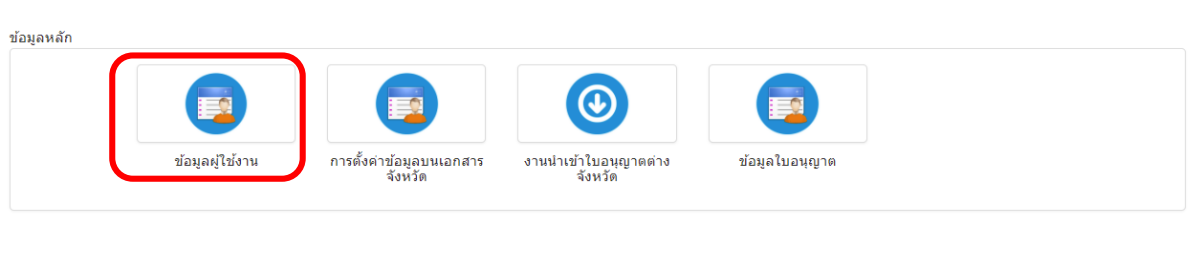 ข้อมูลหลัก
ข้อมูลผู้ใช้งาน
การตั้งค่าข้อมูลบนเอกสาร
จังหวัด
งานนำเข้าใบอนุญาตต่าง
จังหวัด
ข้อมูลใบอนุญาต